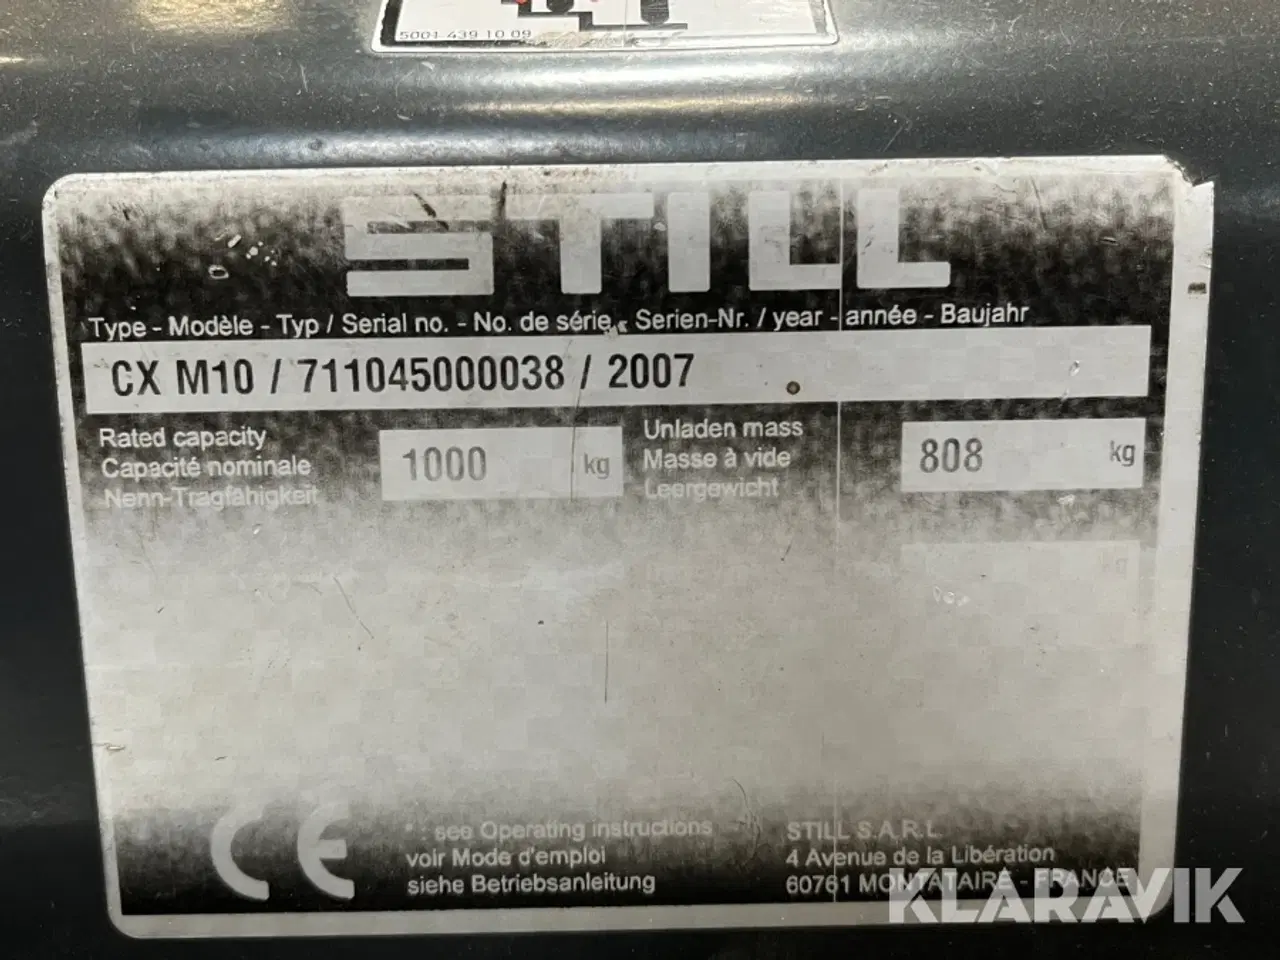 5001 439 10 09
STILL
Type - Modèle - Typ / Serial no. - No. de série - Serien-Nr. / year - année - Baujahr
CX M10 / 711045000038 / 2007
Rated capacity
Capacité nominale
Nenn-Tragfähigkeit
1000 kg
Unladen mass
Masse à vide
Leergewicht
808 kg
kg
CE
* : see Operating instructions
voir Mode d'emploi
siehe Betriebsanleitung
STILL S.A.R.L
4 Avenue de la Libération
60761 MONTATAIRE - FRANCE
KLARAVIK